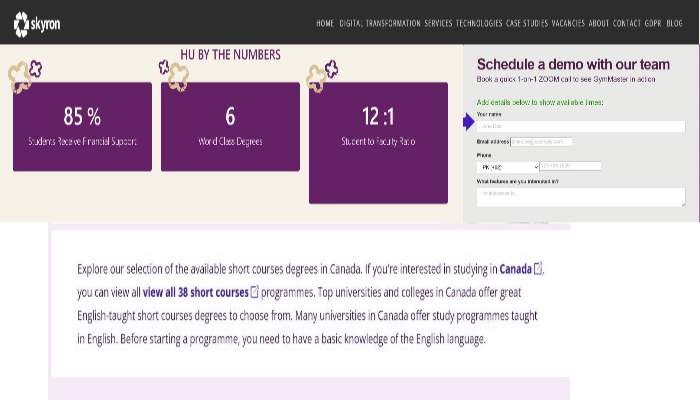 skyron
HOME DIGITAL TRANSFORMATION SERVICES TECHNOLOGIES CASE STUDIES VACANCIES ABOUT CONTACT GDPR BLOG
HU BY THE NUMBERS
85 %
Students Receive Financial Support
6
World Class Degrees
12 :1
Student to Faculty Ratio
Schedule a demo with our team
Book a quick 1-on-1 ZOOM call to see GymMaster in action
Add details below to show available times:
Your name
Jane Doe
Email address
Phone
PK (+92)
What features are you interested in?
I'm interested in...
Explore our selection of the available short courses degrees in Canada. If you're interested in studying in Canada,
you can view all view all 38 short courses programmes. Top universities and colleges in Canada offer great
English-taught short courses degrees to choose from. Many universities in Canada offer study programmes taught
in English. Before starting a programme, you need to have a basic knowledge of the English language.